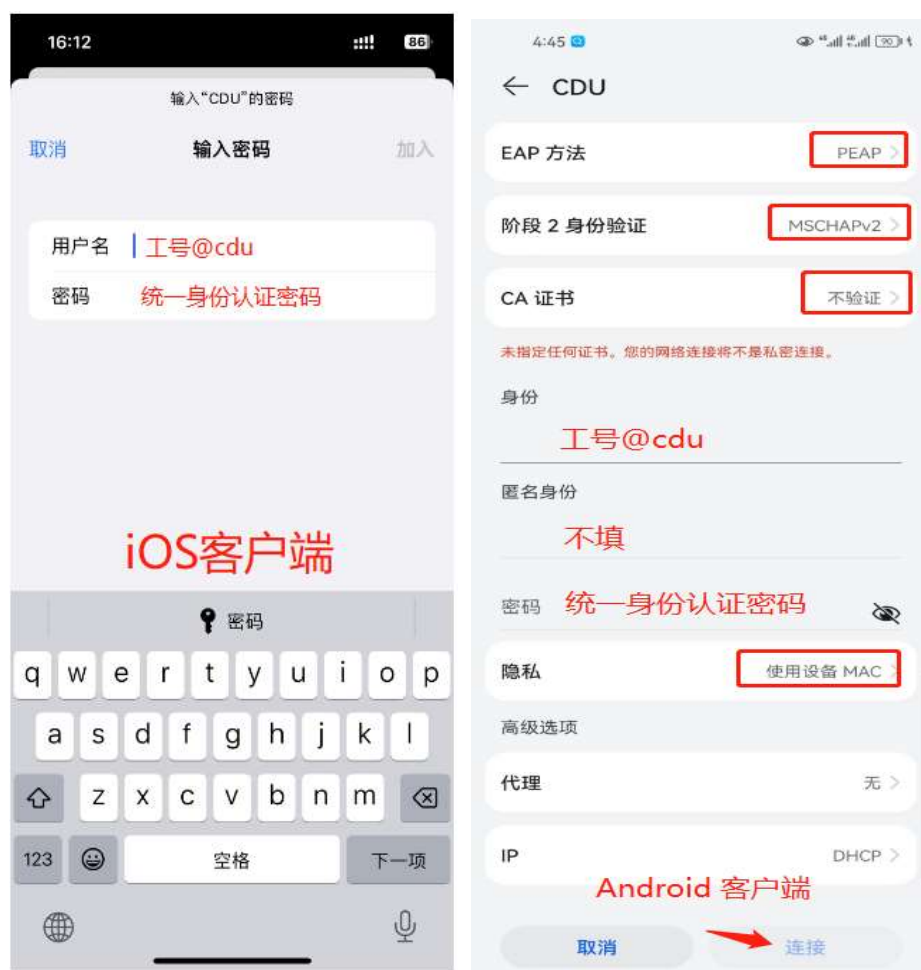 16:12
86
输入“CDU”的密码
取消
输入密码
加入
用户名 工号@cdu
密码 统一身份认证密码
iOS客户端
密码
q w e r t y u i o p
a s d f g h j k l
z x c v b n m
123
空格
下一项
4:45
90
CDU
EAP 方法
PEAP
阶段 2 身份验证
MSCHAPv2
CA 证书
不验证
未指定任何证书。您的网络连接将不是私密连接。
身份
工号@cdu
匿名身份
不填
密码 统一身份认证密码
隐私
使用设备 MAC
高级选项
代理
无
IP
DHCP
Android 客户端
取消
连接